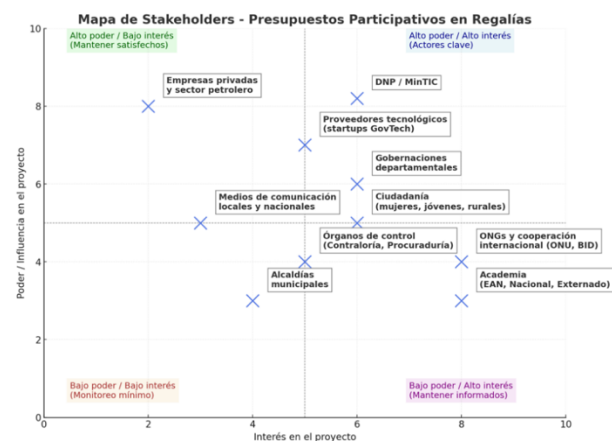 Mapa de Stakeholders - Presupuestos Participativos en Regalías
Alto poder / Bajo interés
(Mantener satisfechos)
Alto poder / Alto interés
(Actores clave)
Empresas privadas
y sector petrolero
DNP / MinTIC
Proveedores tecnológicos
(startups GovTech)
Gobernaciones
departamentales
Medios de comunicación
locales y nacionales
Ciudadanía
(mujeres, jóvenes, rurales)
Órganos de control
(Contraloría, Procuraduría)
ONGs y cooperación
internacional (ONU, BID)
Alcaldías
municipales
Academia
(EAN, Nacional, Externado)
Bajo poder / Bajo interés
(Monitoreo mínimo)
Bajo poder / Alto interés
(Mantener informados)
Poder / Influencia en el proyecto
10
8
6
4
2
0
0
2
4
6
8
10
Interés en el proyecto